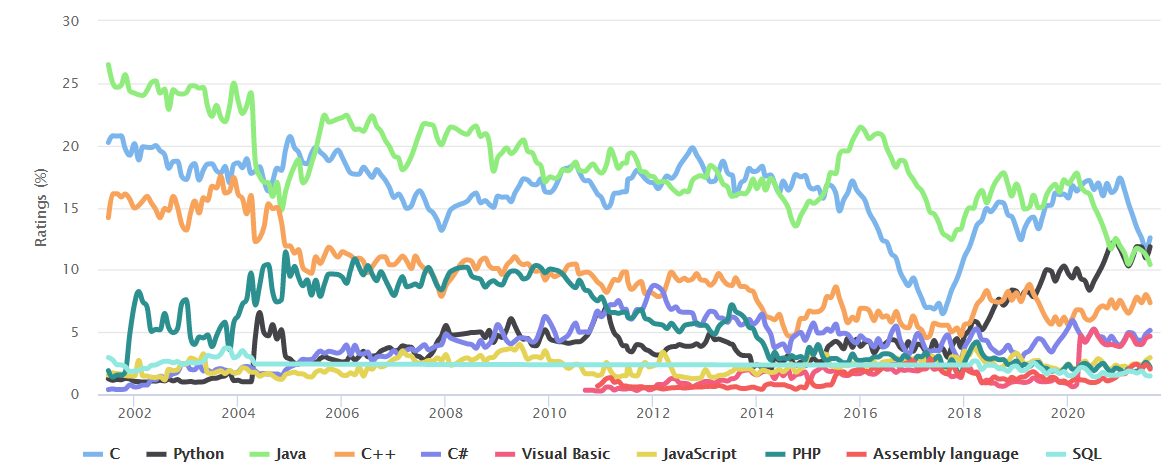 30
25
20
15
10
5
0
Ratings (%)
2002 2004 2006 2008 2010 2012 2014 2016 2018 2020
C Python Java C++ C# Visual Basic JavaScript PHP Assembly language SQL